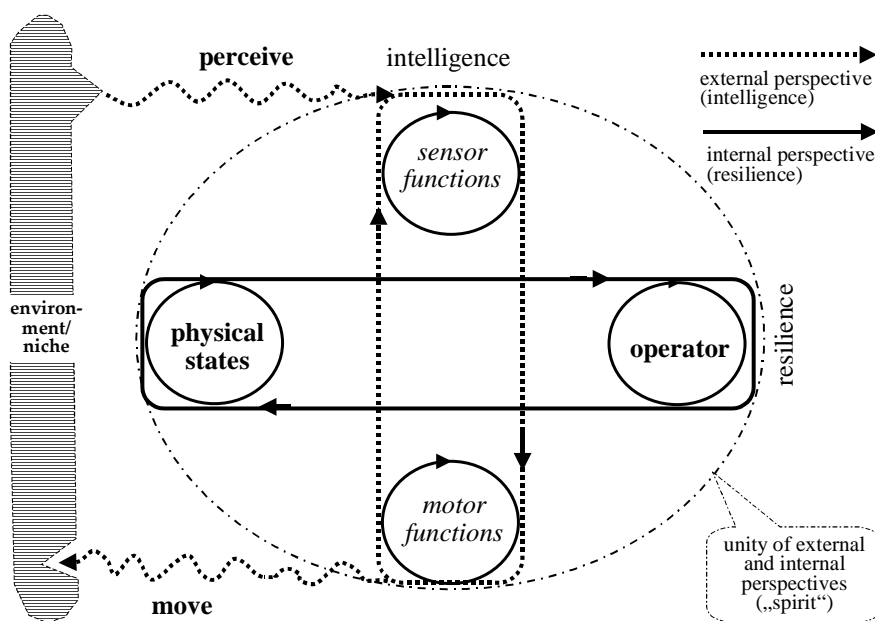 perceive
intelligence
external perspective
(intelligence)
internal perspective
(resilience)
sensor
functions
environ-
ment/
niche
physical
states
operator
resilience
motor
functions
move
unity of external
and internal
perspectives
(„spirit“)